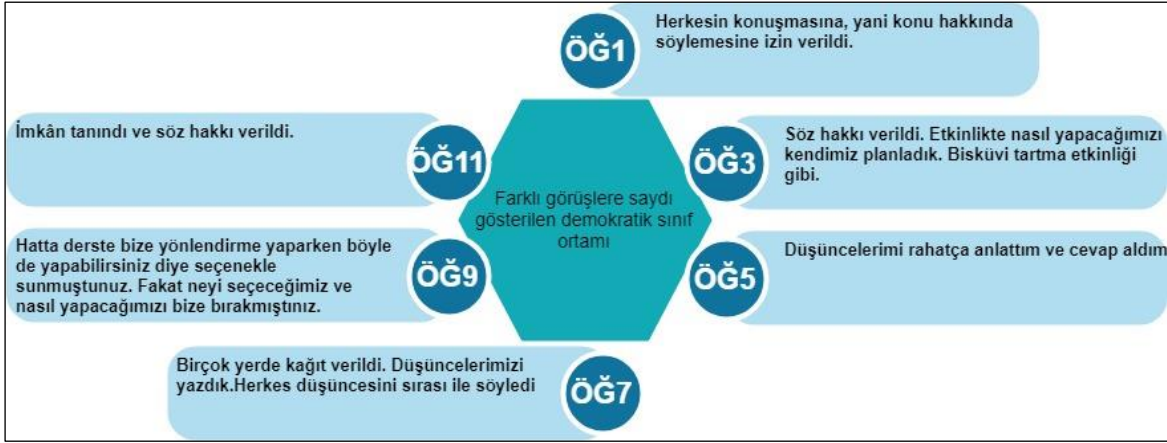 ÖĞ1
Herkesin konuşmasına, yani konu hakkında
söylemesine izin verildi.
İmkân tanındı ve söz hakkı verildi.
ÖĞ11
ÖĞ3
Söz hakkı verildi. Etkinlikte nasıl yapacağımızı
kendimiz planladık. Bisküvi tartma etkinliği
gibi.
Farklı görüşlere saydı
gösterilen demokratik sınıf
ortamı
Hatta derste bize yönlendirme yaparken böyle
de yapabilirsiniz diye seçenekle
sunmuştunuz. Fakat neyi seçeceğimiz ve
nasıl yapacağımızı bize bırakmıştınız.
ÖĞ9
ÖĞ5
Düşüncelerimi rahatça anlattım ve cevap aldım
Birçok yerde kağıt verildi. Düşüncelerimizi
yazdık.Herkes düşüncesini sırası ile söyledi
ÖĞ7